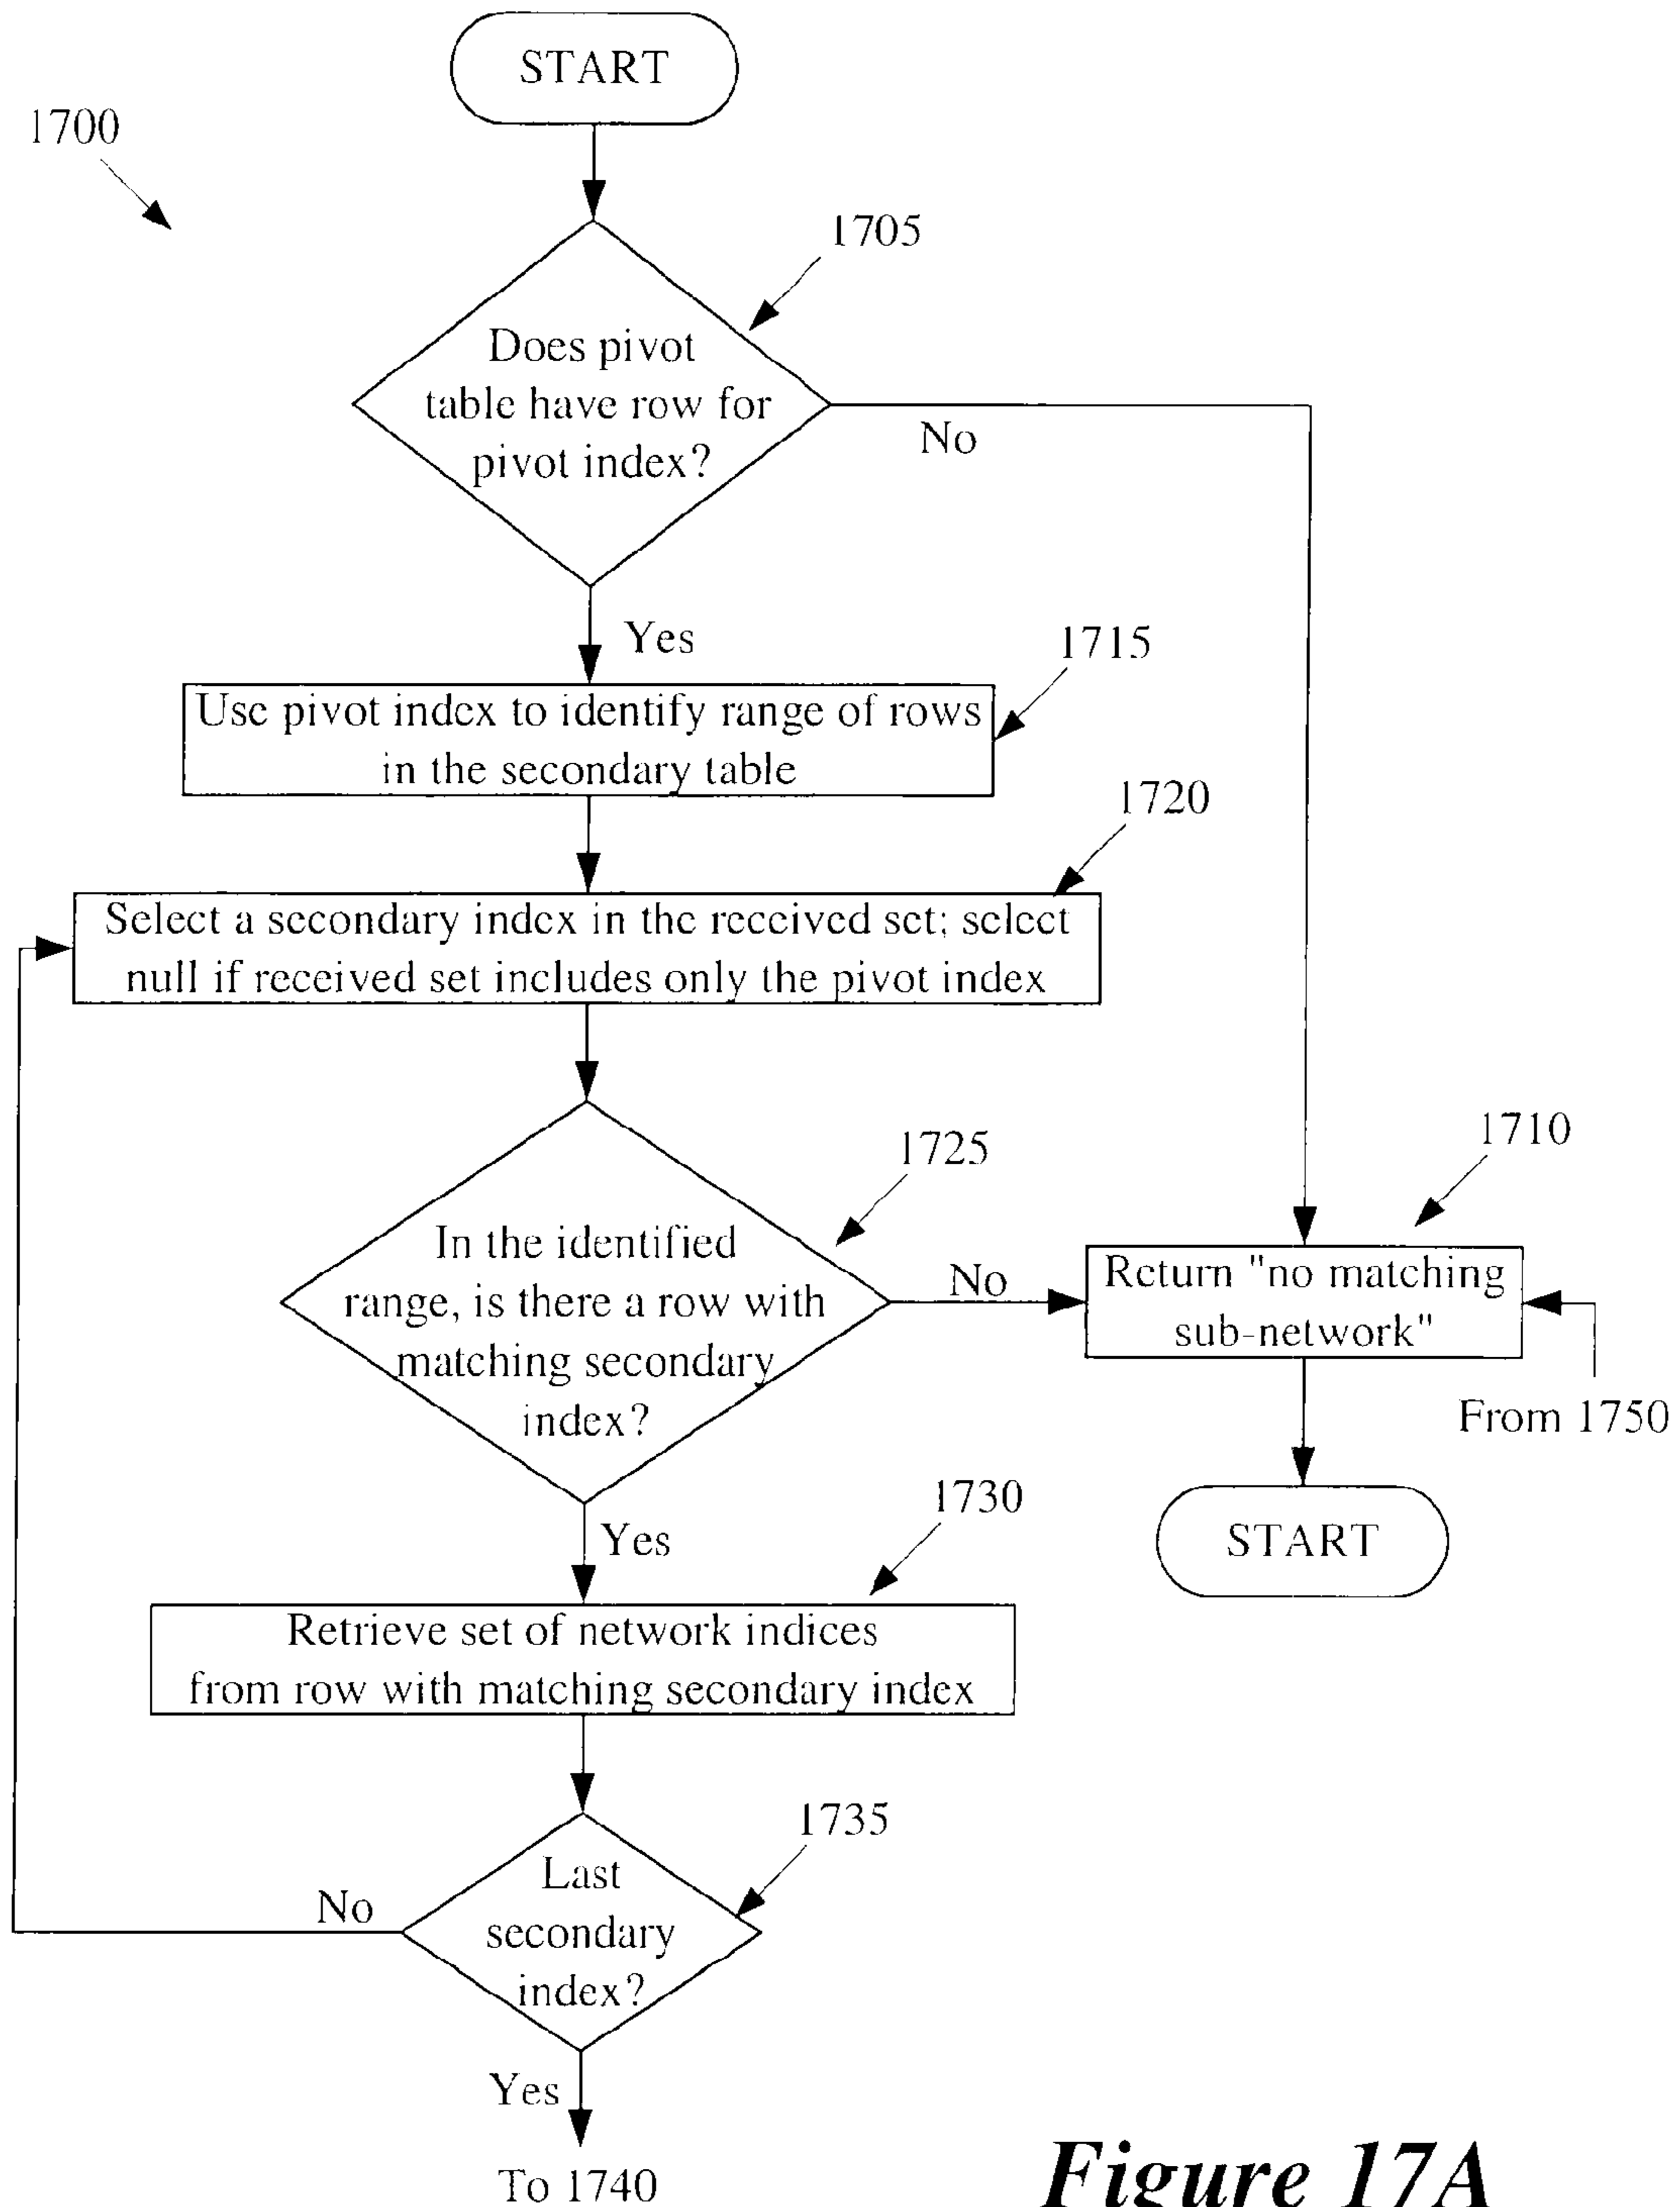 START
1700
1705
Does pivot
table have row for
pivot index?
No
Yes
1715
Use pivot index to identify range of rows
in the secondary table
1720
Select a secondary index in the received set; select
null if received set includes only the pivot index
1725
In the identified
range, is there a row with
matching secondary
index?
No
1710
Return "no matching
sub-network"
From 1750
START
Yes
1730
Retrieve set of network indices
from row with matching secondary index
1735
Last
secondary
index?
No
Yes
To 1740
Figure 17A